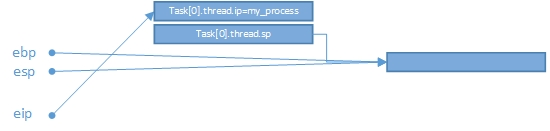 Task[0].thread.ip=my_process
Task[0].thread.sp
ebp
esp
eip